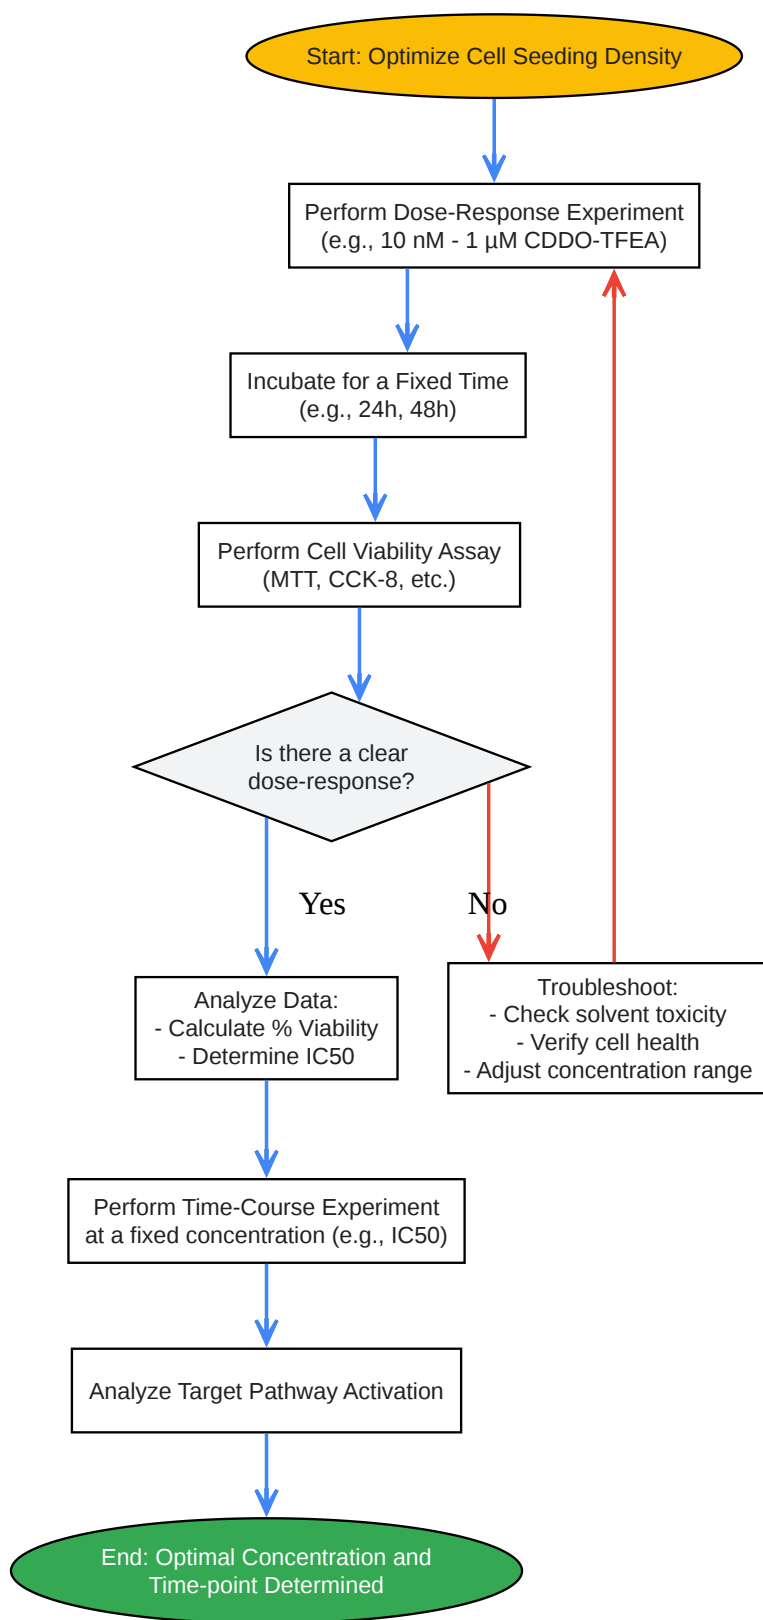 Start: Optimize Cell Seeding Density
Perform Dose-Response Experiment
(e.g., 10 nM - 1 µM CDDO-TFEA)
Incubate for a Fixed Time
(e.g., 24h, 48h)
Perform Cell Viability Assay
(MTT, CCK-8, etc.)
Is there a clear
dose-response?
Yes
No
Analyze Data:
- Calculate % Viability
- Determine IC50
Troubleshoot:
- Check solvent toxicity
- Verify cell health
- Adjust concentration range
Perform Time-Course Experiment
at a fixed concentration (e.g., IC50)
Analyze Target Pathway Activation
End: Optimal Concentration and
Time-point Determined